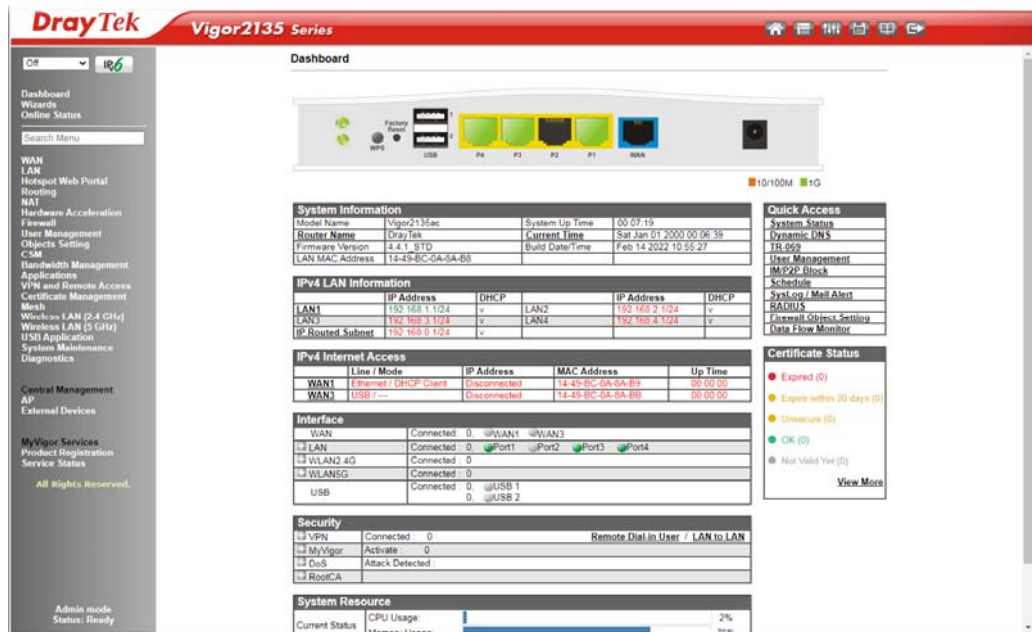 DrayTek
Vigor2135 Series
Off
IPv6
Dashboard
Wizards
Online Status
Search Menu
WAN
LAN
Hotspot Web Portal
Routing
NAT
Hardware Acceleration
Firewall
User Management
Objects Setting
CSM
Bandwidth Management
Applications
VPN and Remote Access
Certificate Management
Mesh
Wireless LAN (2.4 GHz)
Wireless LAN (5 GHz)
USB Application
System Maintenance
Diagnostics
Central Management
AP
External Devices
MyVigor Services
Product Registration
Service Status
All Rights Reserved.
Admin mode
Status: Ready
Dashboard
Factory Reset
WPS
1
2
USB P4 P3 P2 P1 WAN
10/100M 1G
System Information
Model Name Vigor2135ac System Up Time 00:07:19
Router Name DrayTek Current Time Sat Jan 01 2000 00:06:39
Firmware Version 4.4.1_STD Build Date/Time Feb 14 2022 10:55:27
LAN MAC Address 14-49-BC-0A-8A-B8
IPv4 LAN Information
IP Address DHCP IP Address DHCP
LAN1 192.168.1.1/24 v LAN2 192.168.2.1/24 v
LAN3 192.168.3.1/24 v LAN4 192.168.4.1/24 v
IP Routed Subnet 192.168.0.1/24 v
IPv4 Internet Access
Line / Mode IP Address MAC Address Up Time
WAN1 Ethernet / DHCP Client Disconnected 14-49-BC-0A-8A-B9 00:00:00
WAN3 USB / --- Disconnected 14-49-BC-0A-8A-BB 00:00:00
Interface
WAN Connected : 0, WAN1 WAN3
LAN Connected : 0, Port1 Port2 Port3 Port4
WLAN2.4G Connected : 0
WLAN5G Connected : 0
USB Connected : 0, USB 1
0, USB 2
Security
VPN Connected : 0 Remote Dial-in User / LAN to LAN
MyVigor Activate : 0
DoS Attack Detected :
RootCA
System Resource
Current Status CPU Usage: 2%
Memory Usage: 76%
Quick Access
System Status
Dynamic DNS
TR-069
User Management
IM/P2P Block
Schedule
SysLog / Mail Alert
RADIUS
Firewall Object Setting
Data Flow Monitor
Certificate Status
Expired (0)
Expire within 30 days (0)
Unsecure (0)
OK (0)
Not Valid Yet (0)
View More